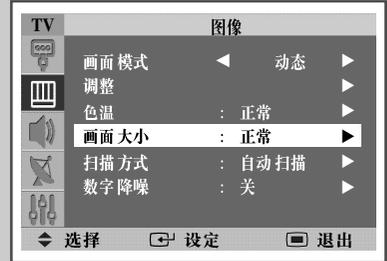 TV 图像
画面模式 ◀ 动态 ▶
调整 ▶
色温 : 正常 ▶
画面大小 : 正常 ▶
扫描方式 : 自动扫描 ▶
数字降噪 : 关 ▶
选择 设定 退出